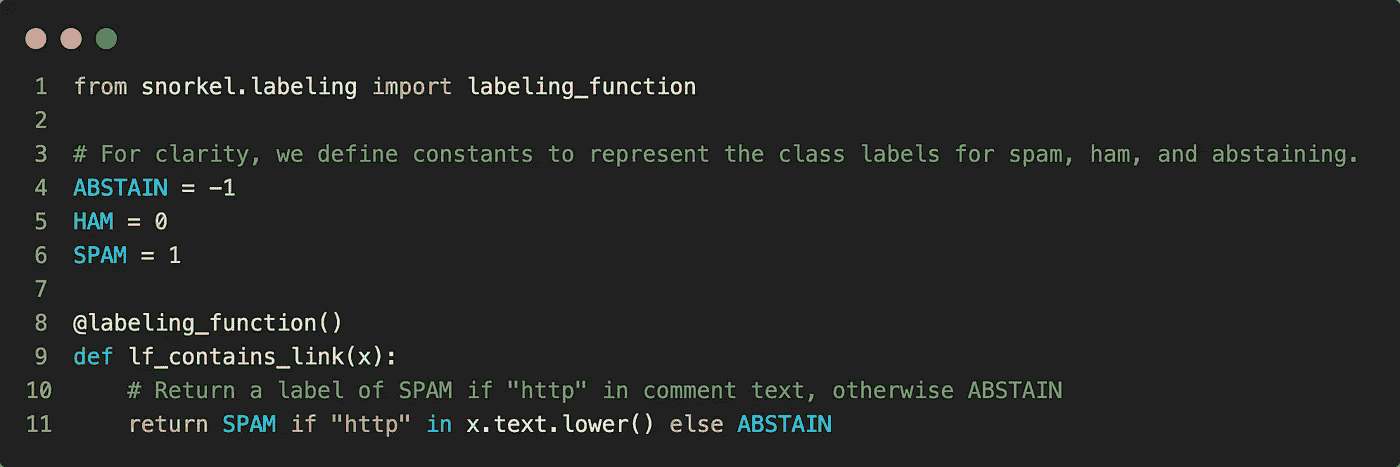 1 from snorkel.labeling import labeling_function
2
3 # For clarity, we define constants to represent the class labels for spam, ham, and abstaining.
4 ABSTAIN = -1
5 HAM = 0
6 SPAM = 1
7
8 @labeling_function()
9 def lf_contains_link(x):
10     # Return a label of SPAM if "http" in comment text, otherwise ABSTAIN
11     return SPAM if "http" in x.text.lower() else ABSTAIN